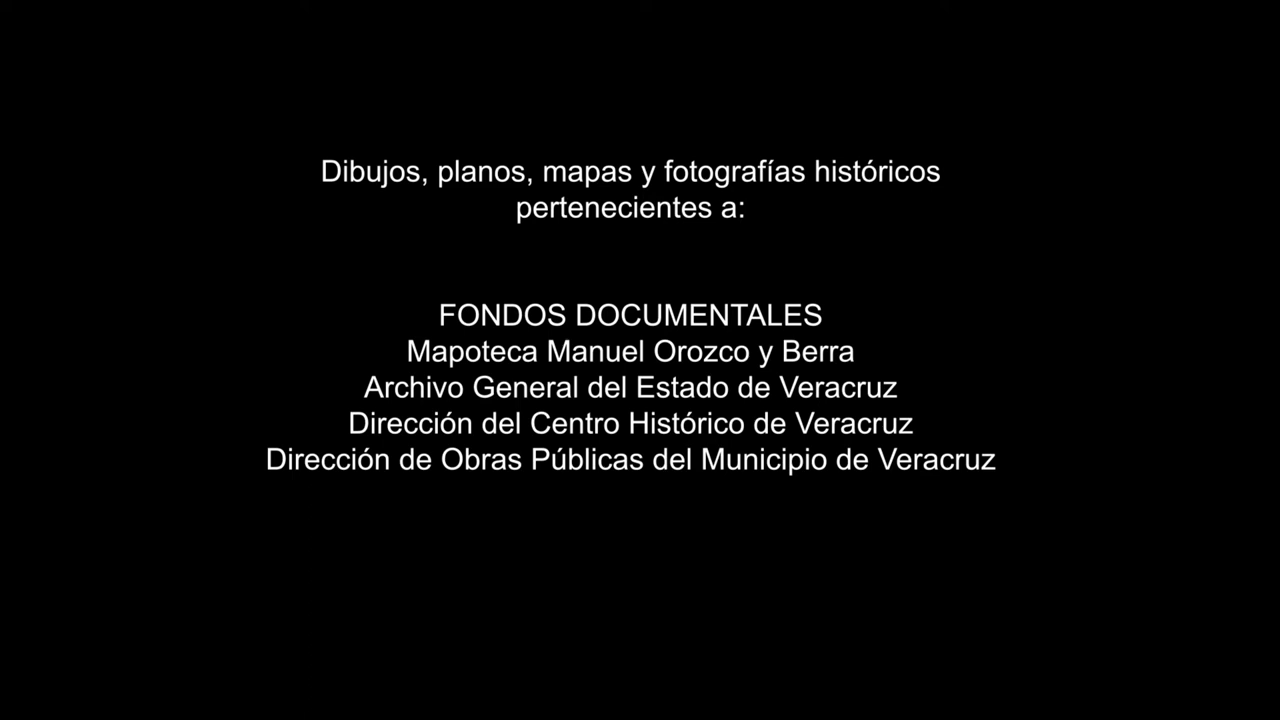 Dibujos, planos, mapas y fotografías históricos
pertenecientes a:
FONDOS DOCUMENTALES
Mapoteca Manuel Orozco y Berra
Archivo General del Estado de Veracruz
Dirección del Centro Histórico de Veracruz
Dirección de Obras Públicas del Municipio de Veracruz